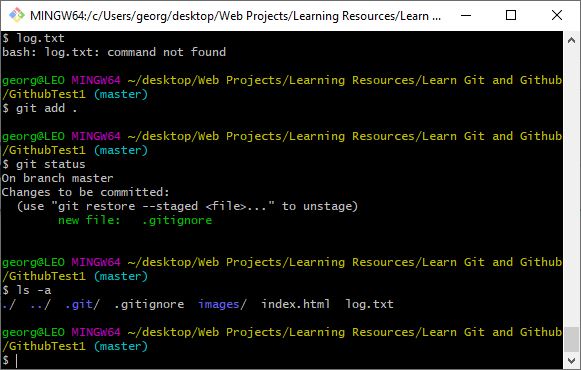 MINGW64:/c/Users/georg/desktop/Web Projects/Learning Resources/Learn ...
$ log.txt
bash: log.txt: command not found
georg@LEO MINGW64 ~/desktop/Web Projects/Learning Resources/Learn Git and Github
/GithubTest1 (master)
$ git add .
georg@LEO MINGW64 ~/desktop/Web Projects/Learning Resources/Learn Git and Github
/GithubTest1 (master)
$ git status
On branch master
Changes to be committed:
  (use "git restore --staged <file>..." to unstage)
        new file:   .gitignore
georg@LEO MINGW64 ~/desktop/Web Projects/Learning Resources/Learn Git and Github
/GithubTest1 (master)
$ ls -a
./  ../  .git/  .gitignore  images/  index.html  log.txt
georg@LEO MINGW64 ~/desktop/Web Projects/Learning Resources/Learn Git and Github
/GithubTest1 (master)
$